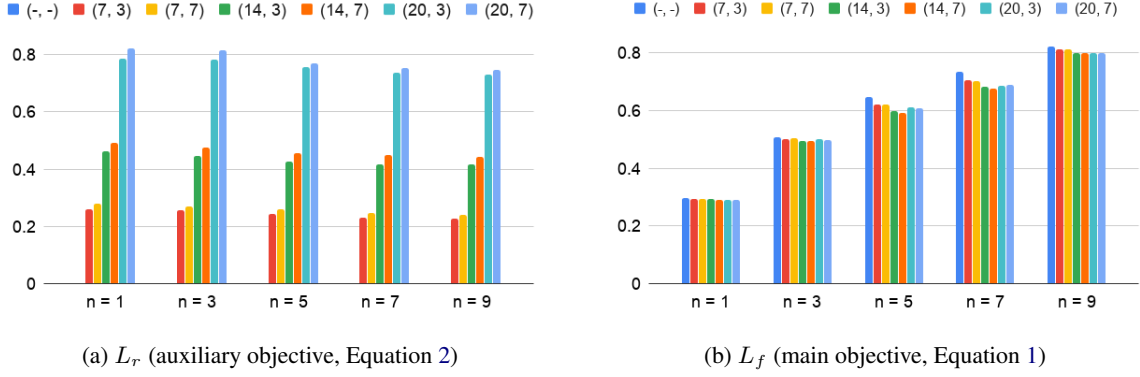 (-, -) (7, 3) (7, 7) (14, 3) (14, 7) (20, 3) (20, 7)
0.8
0.6
0.4
0.2
0
n = 1 n = 3 n = 5 n = 7 n = 9
(a) L_r (auxiliary objective, Equation 2)
(-, -) (7, 3) (7, 7) (14, 3) (14, 7) (20, 3) (20, 7)
0.8
0.6
0.4
0.2
0
n = 1 n = 3 n = 5 n = 7 n = 9
(b) L_f (main objective, Equation 1)